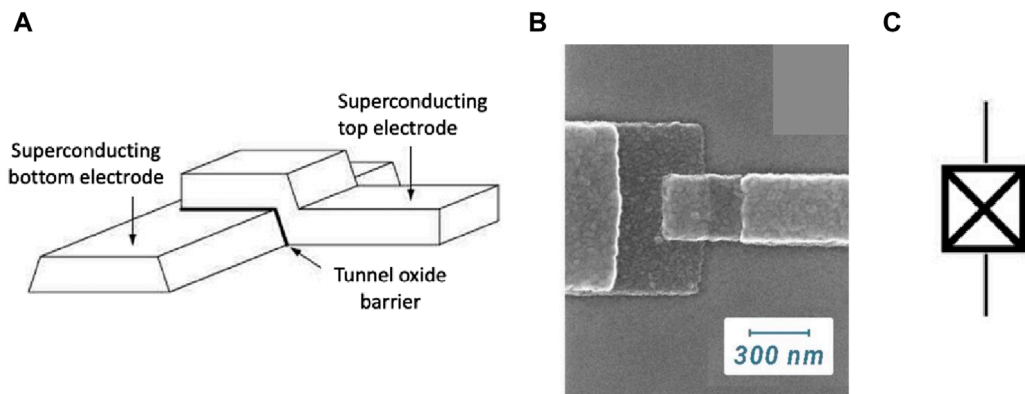 A
B
C
Superconducting
top electrode
Superconducting
bottom electrode
Tunnel oxide
barrier
300 nm